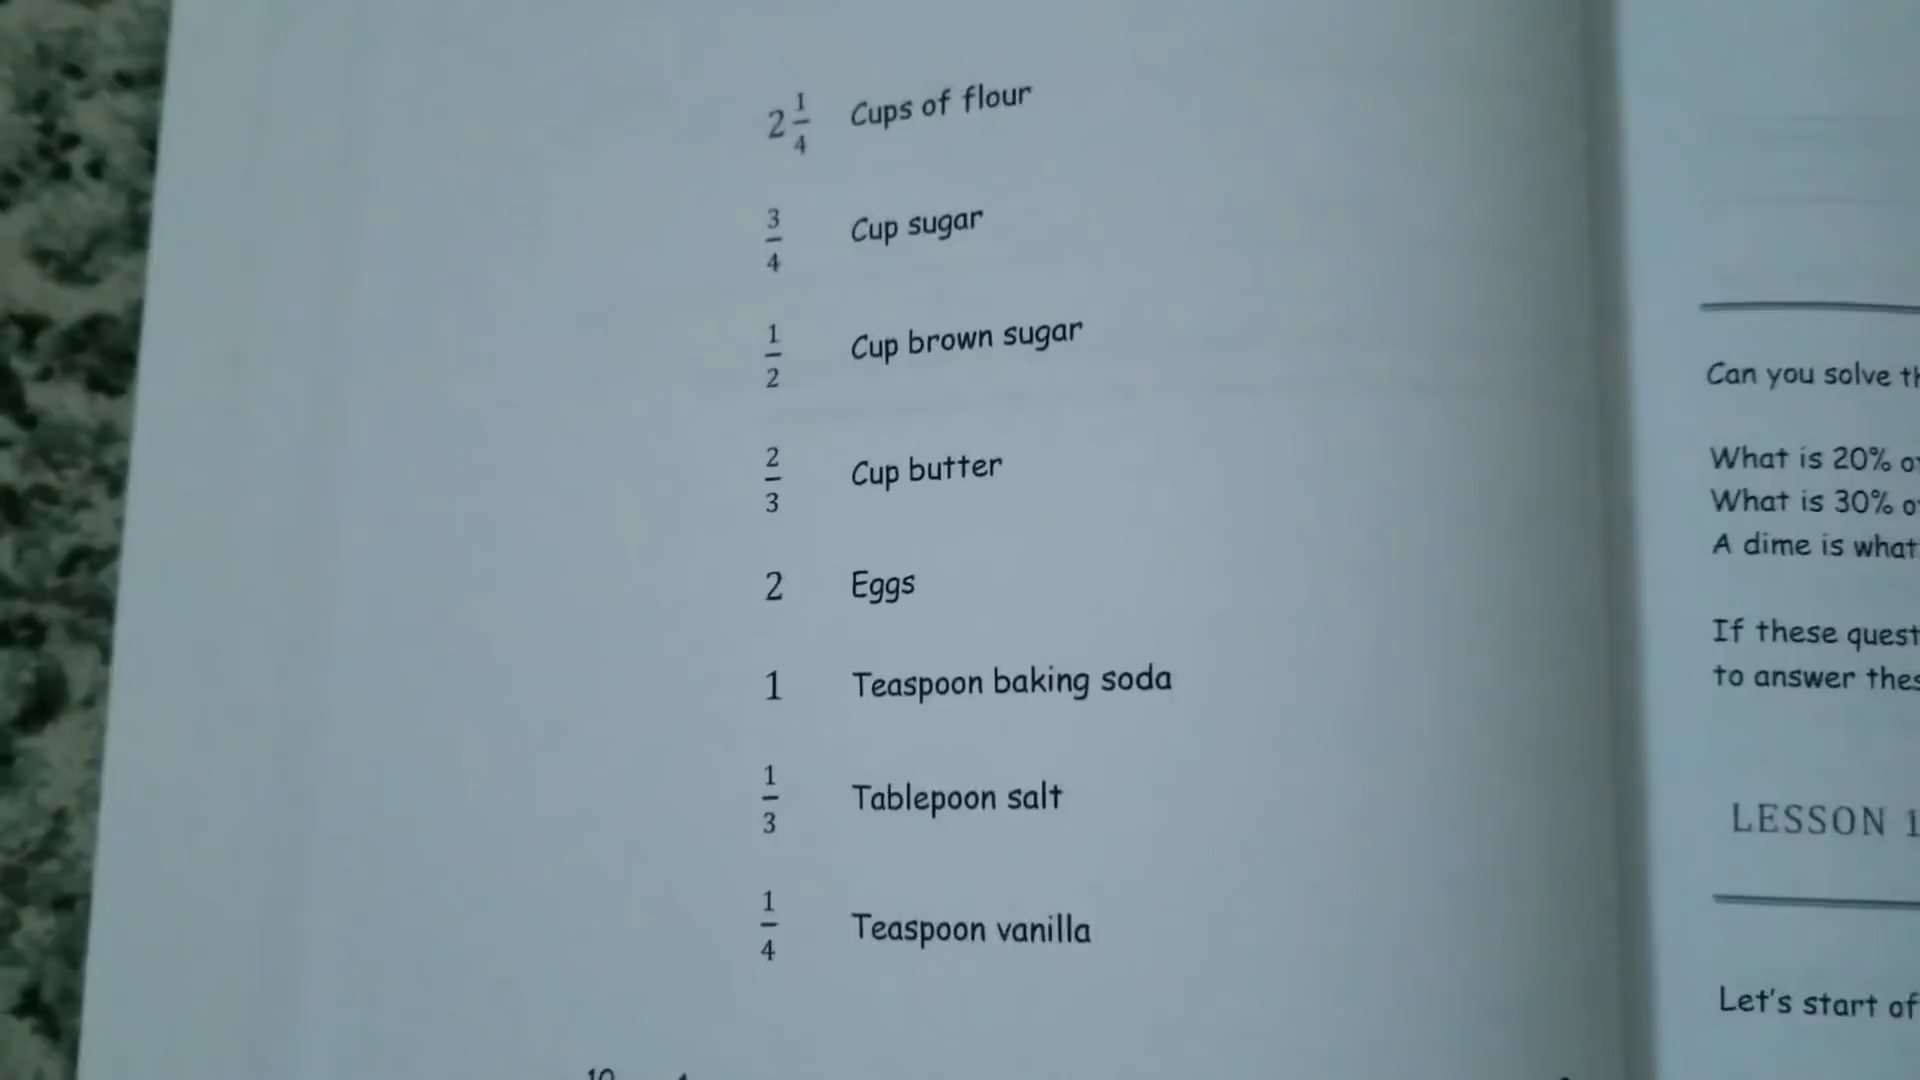 2 1/4 Cups of flour
3/4 Cup sugar
1/2 Cup brown sugar
2/3 Cup butter
2 Eggs
1 Teaspoon baking soda
1/3 Tablepoon salt
1/4 Teaspoon vanilla
Can you solve
What is 20%
What is 30%
A dime is what
If these
to answer
LESSON
Let's start